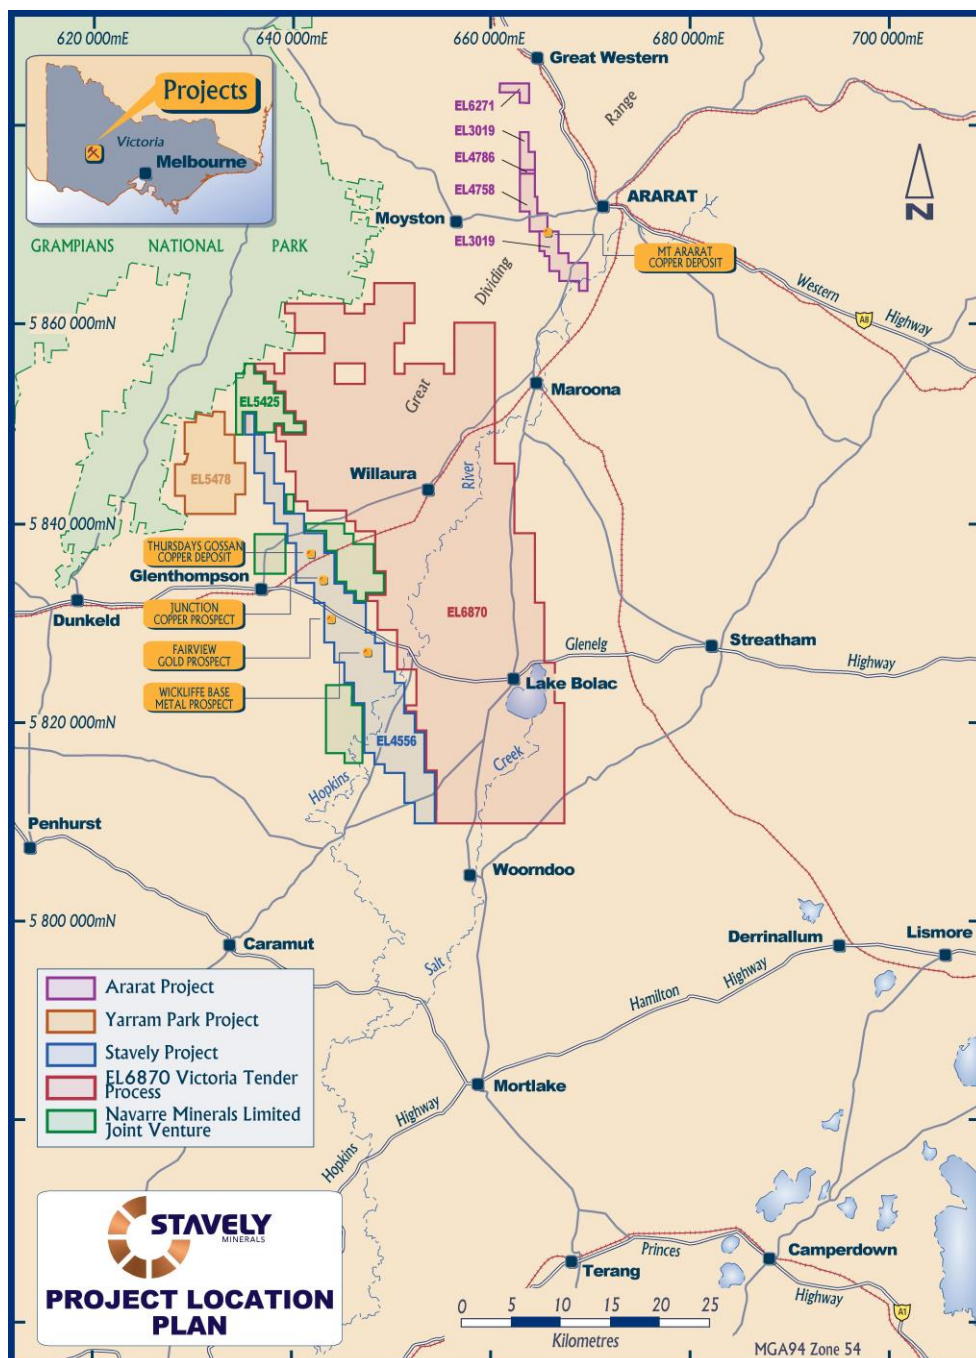 620 000mE
640 000mE
660 000mE
680 000mE
700 000mE
Projects
Victoria
Melbourne
Great Western
EL6271
Range
EL3019
EL4786
EL4758
ARARAT
Moyston
N
EL3019
MT ARARAT
COPPER DEPOSIT
GRAMPIANS NATIONAL PARK
Dividing
Western
Highway
A8
5 860 000mN
Great
Maroona
EL5425
EL5478
Willaura
River
5 840 000mN
THURSDAYS GOSSAN
COPPER DEPOSIT
Glenthompson
Dunkeld
JUNCTION
COPPER PROSPECT
EL6870
FAIRVIEW
GOLD PROSPECT
Glenelg
Streatham
Highway
WICKLIFFE BASE
METAL PROSPECT
Lake Bolac
5 820 000mN
EL4556
Creek
Hopkins
Penhurst
Woorndoo
5 800 000mN
Caramut
Derrinallum
Lismore
Salt
Hamilton
Highway
Ararat Project
Yarram Park Project
Stavely Project
EL6870 Victoria Tender
Process
Navarre Minerals Limited
Joint Venture
Mortlake
Highway
Hopkins
STAVELY
MINERALS
PROJECT LOCATION
PLAN
Princes
Camperdown
Terang
Highway
A1
0 5 10 15 20 25
Kilometres
MGA94 Zone 54